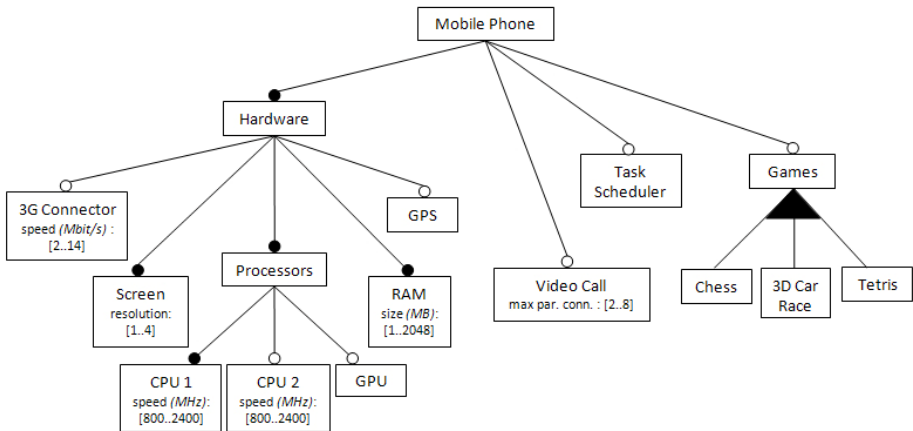 Mobile Phone
Hardware
Task
Scheduler
Games
3G Connector
speed (Mbit/s) :
[2..14]
GPS
Screen
resolution:
[1..4]
Processors
RAM
size (MB):
[1..2048]
Video Call
max par. conn. : [2..8]
Chess
3D Car
Race
Tetris
CPU 1
speed (MHz):
[800..2400]
CPU 2
speed (MHz):
[800..2400]
GPU